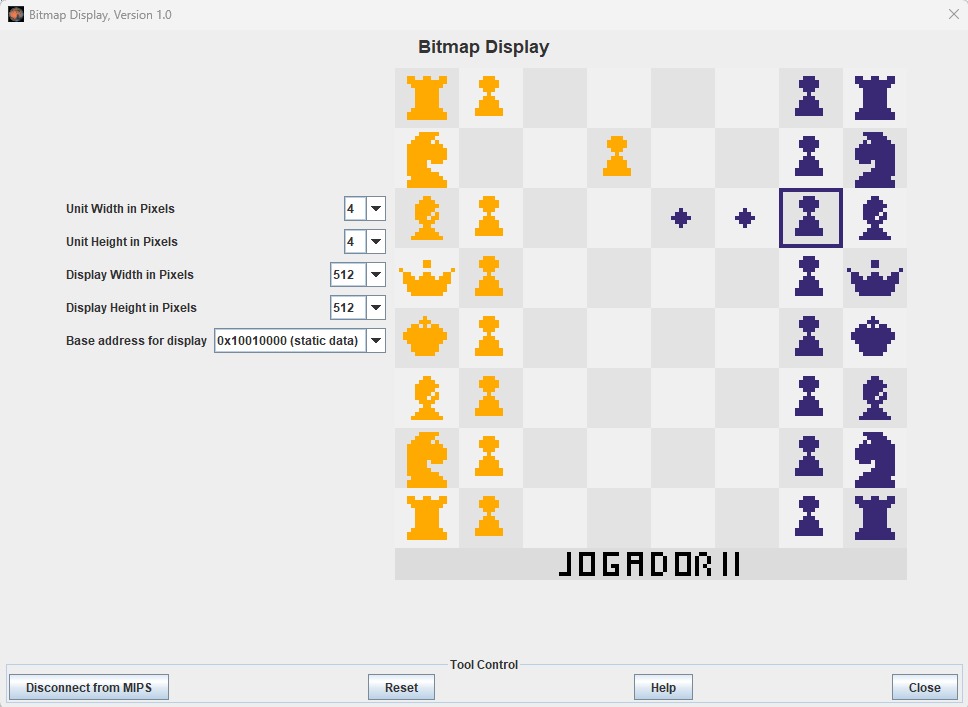 Bitmap Display, Version 1.0
Bitmap Display
Unit Width in Pixels 4
Unit Height in Pixels 4
Display Width in Pixels 512
Display Height in Pixels 512
Base address for display 0x10010000 (static data)
JOGADOR II
Tool Control
Disconnect from MIPS Reset Help Close